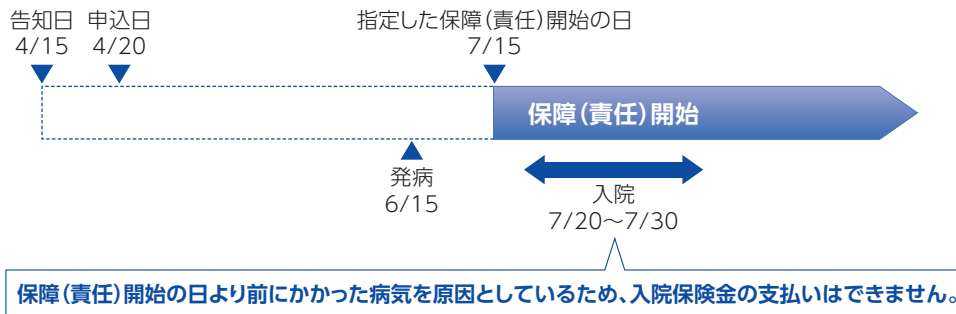 告知日 申込日 指定した保障(責任)開始の日
4/15 4/20 7/15
保障(責任)開始
発病
6/15
入院
7/20～7/30
保障(責任)開始の日より前にかかった病気を原因としているため、入院保険金の支払いはできません。